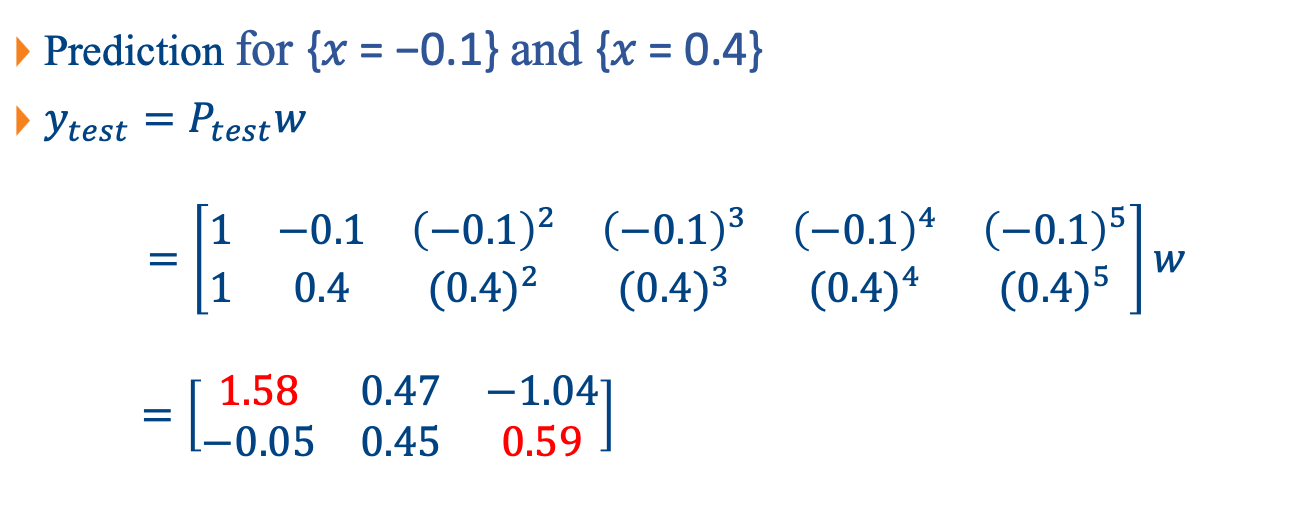 Prediction for {x = −0.1} and {x = 0.4}
y_test = P_test w
= [1 −0.1 (−0.1)² (−0.1)³ (−0.1)⁴ (−0.1)⁵
1 0.4 (0.4)² (0.4)³ (0.4)⁴ (0.4)⁵] w
= [1.58 0.47 −1.04
−0.05 0.45 0.59]